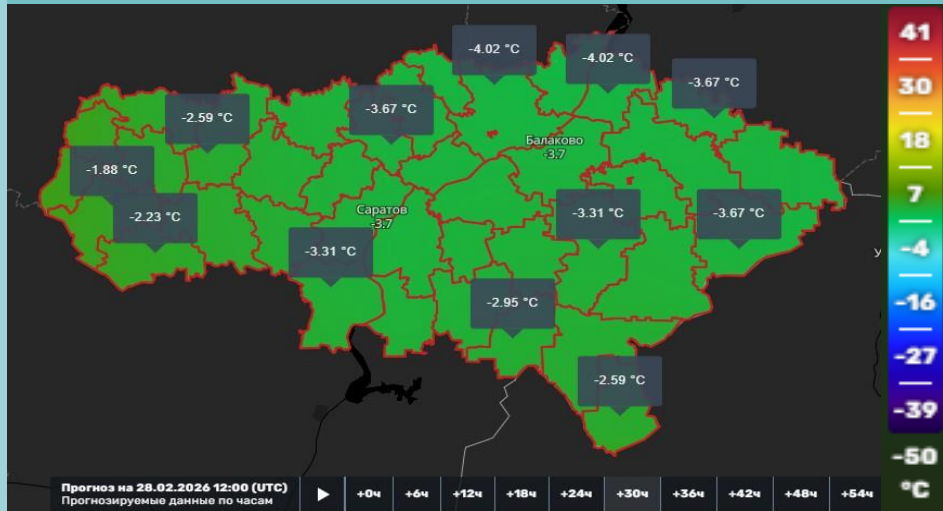 -4.02 °C
-4.02 °C
-3.67 °C
-2.59 °C
-3.67 °C
Балаково
-3.7
-1.88 °C
-2.23 °C
Саратов
-3.7
-3.31 °C
-3.67 °C
-3.31 °C
-2.95 °C
-2.59 °C
У
41
30
18
7
-4
-16
-27
-39
-50
°C
Прогноз на 28.02.2026 12:00 (UTC)
Прогнозируемые данные по часам
+0ч +6ч +12ч +18ч +24ч +30ч +36ч +42ч +48ч +54ч